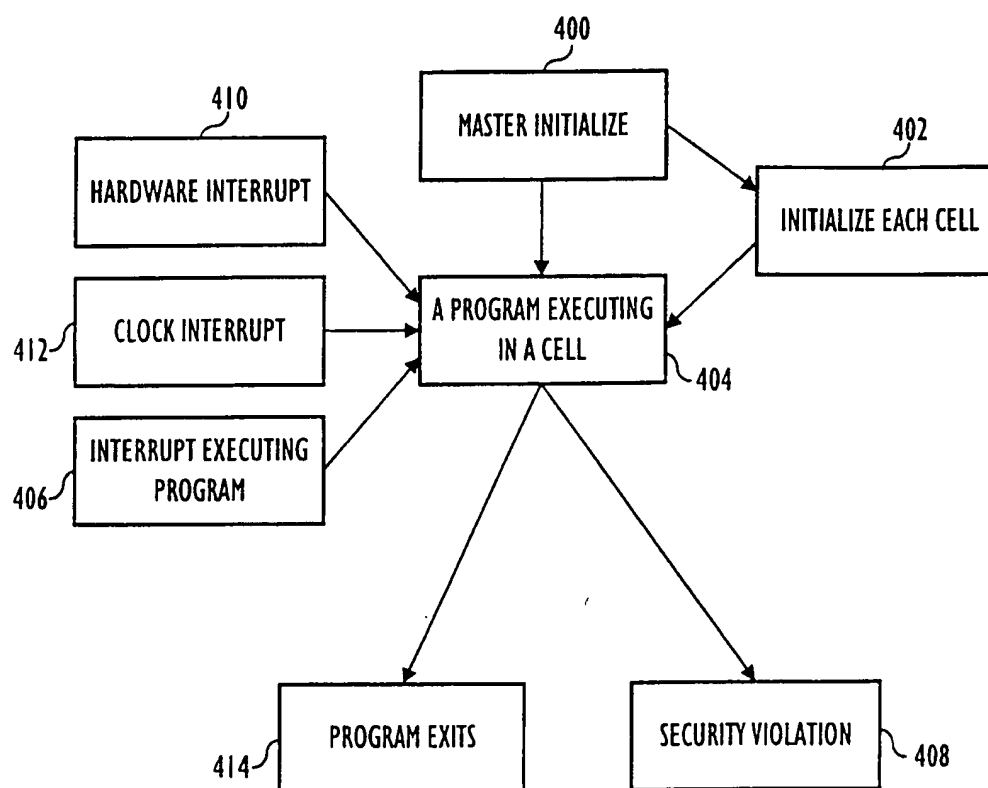 400
MASTER INITIALIZE
410
HARDWARE INTERRUPT
402
INITIALIZE EACH CELL
412
CLOCK INTERRUPT
A PROGRAM EXECUTING
IN A CELL
404
406
INTERRUPT EXECUTING
PROGRAM
414
PROGRAM EXITS
SECURITY VIOLATION
408